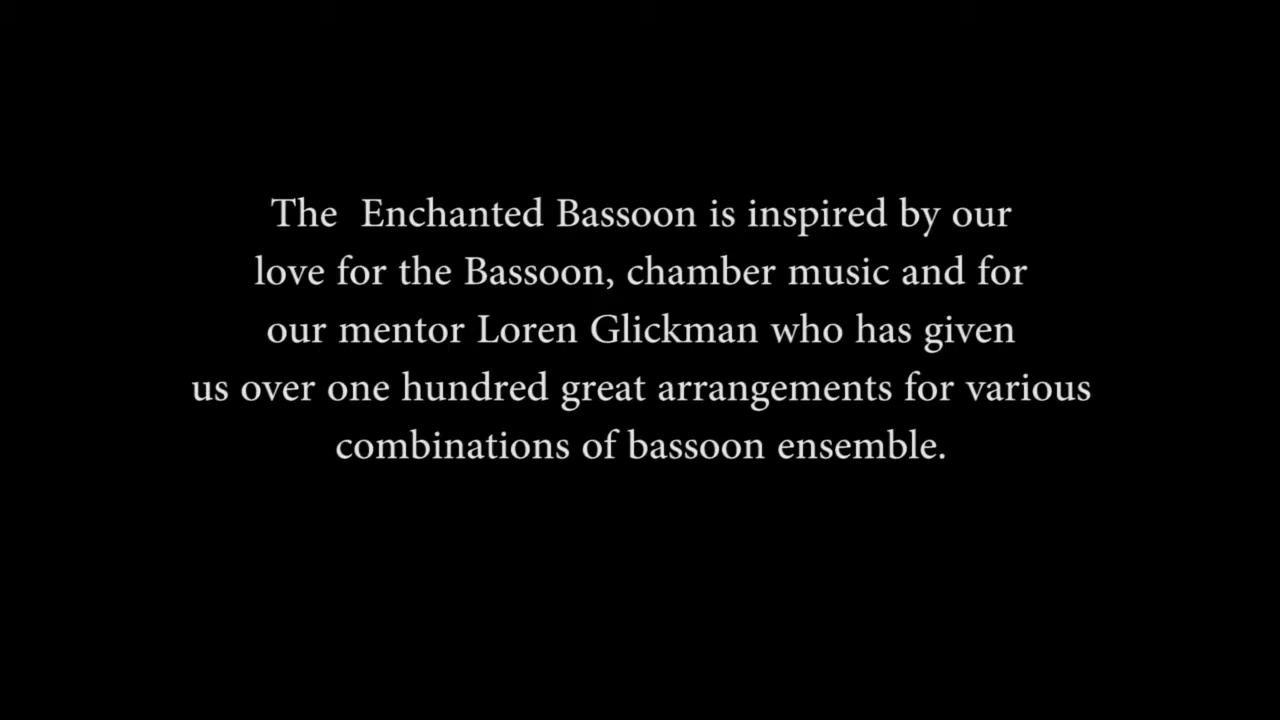 The  Enchanted Bassoon is inspired by our
love for the Bassoon, chamber music and for
our mentor Loren Glickman who has given
us over one hundred great arrangements for various
combinations of bassoon ensemble.